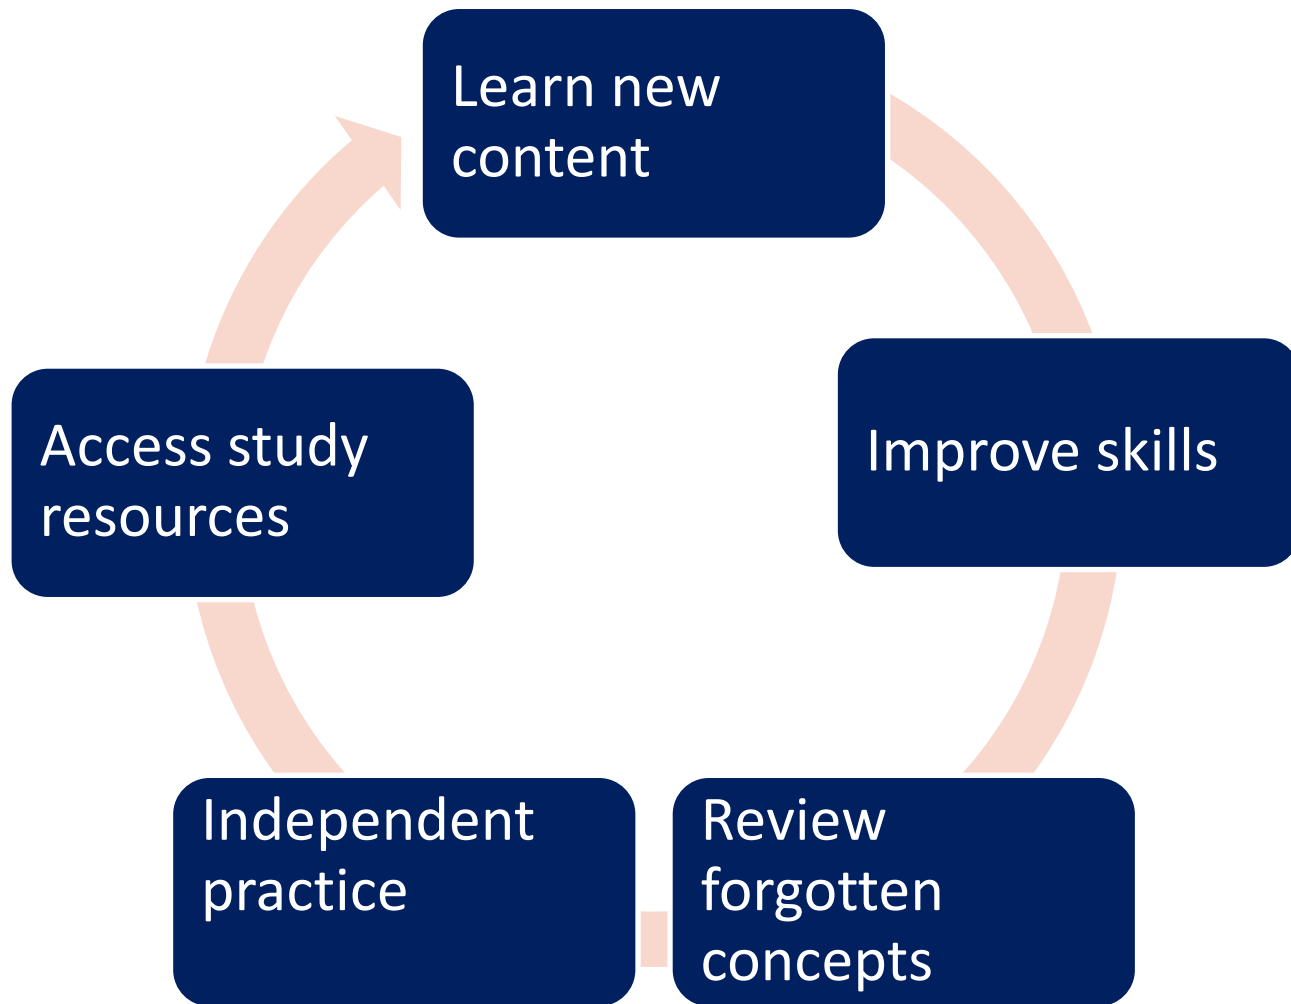 Learn new
content
Improve skills
Review
forgotten
concepts
Independent
practice
Access study
resources